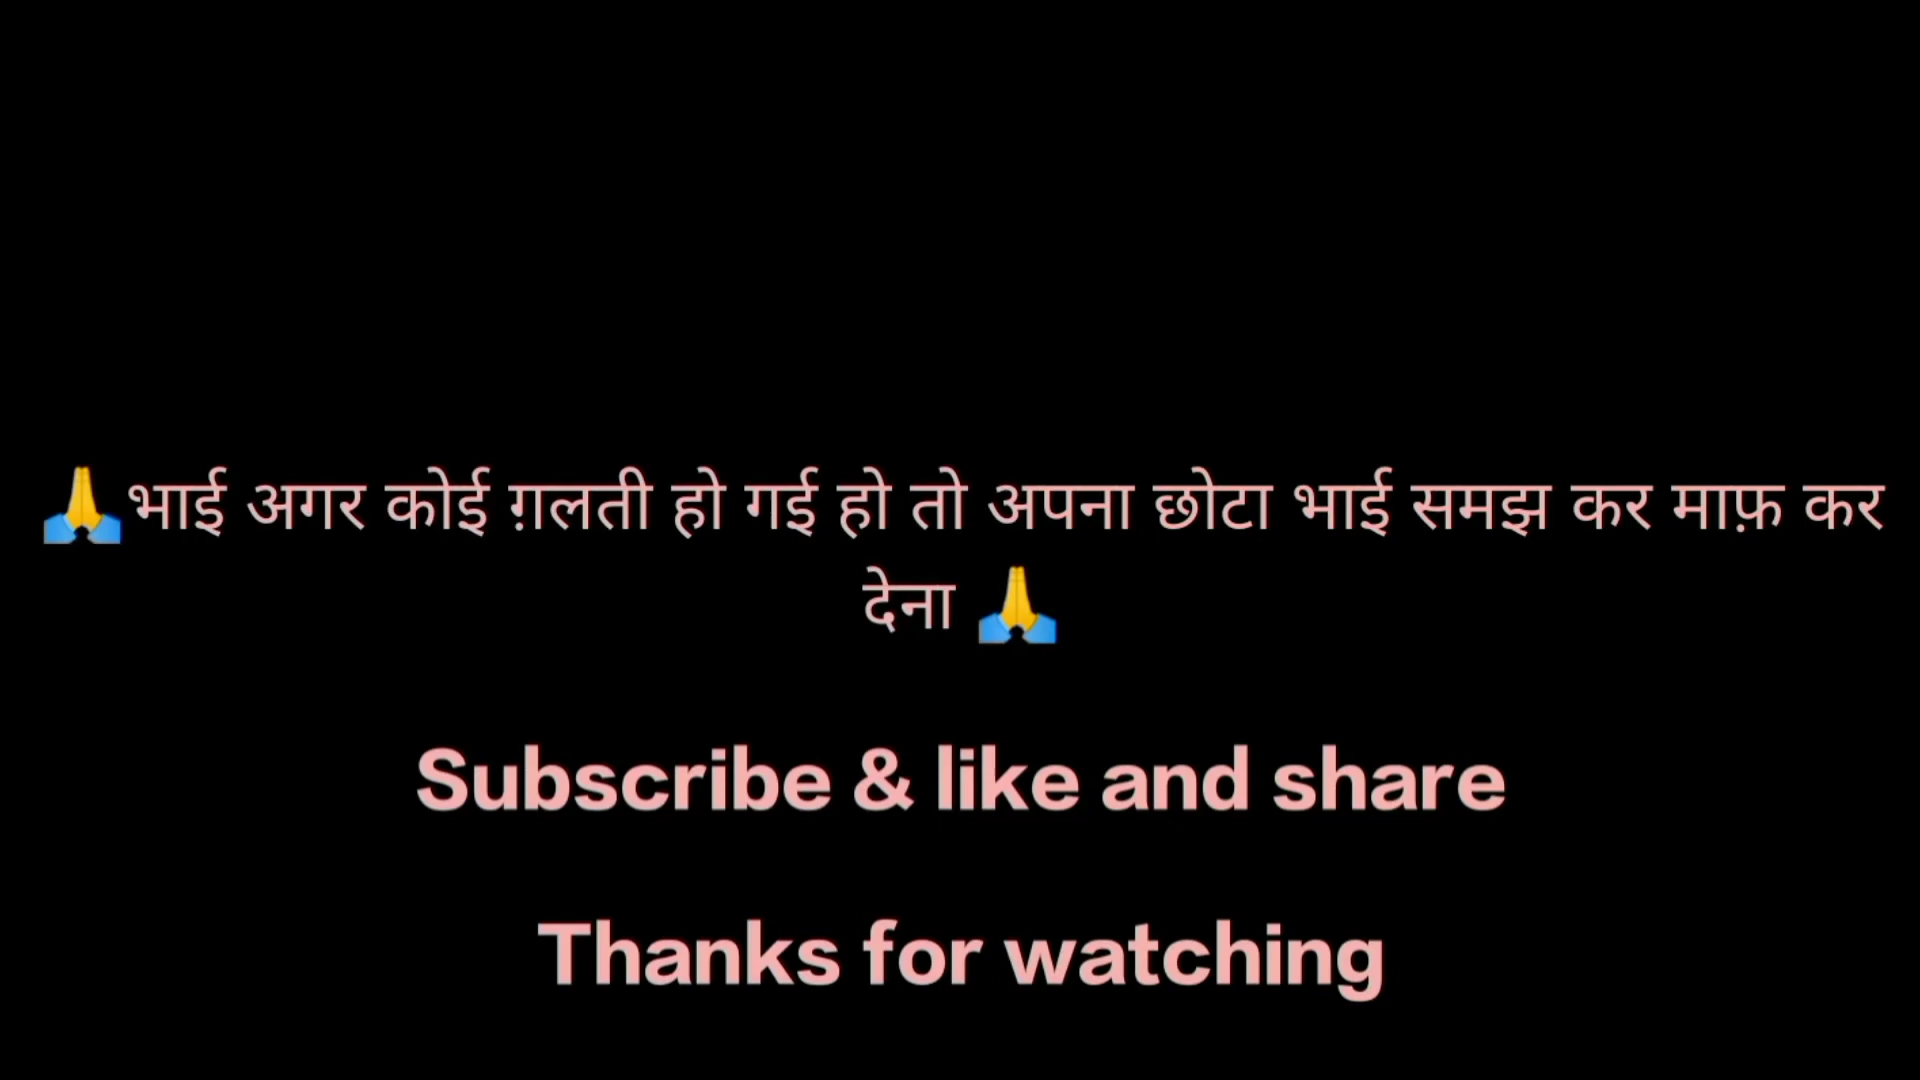 🙏भाई अगर कोई ग़लती हो गई हो तो अपना छोटा भाई समझ कर माफ़ कर
देना 🙏
Subscribe & like and share
Thanks for watching